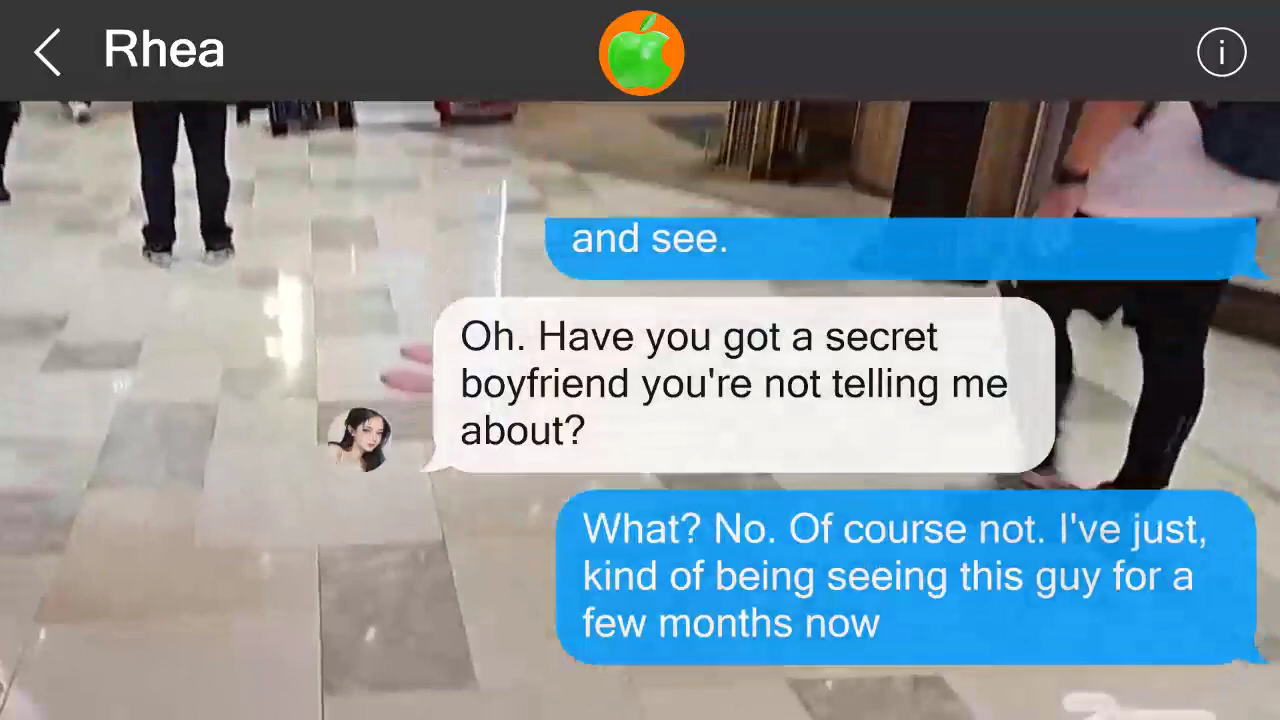 Rhea
i
and see.
Oh. Have you got a secret
boyfriend you're not telling me
about?
What? No. Of course not. I've just,
kind of being seeing this guy for a
few months now